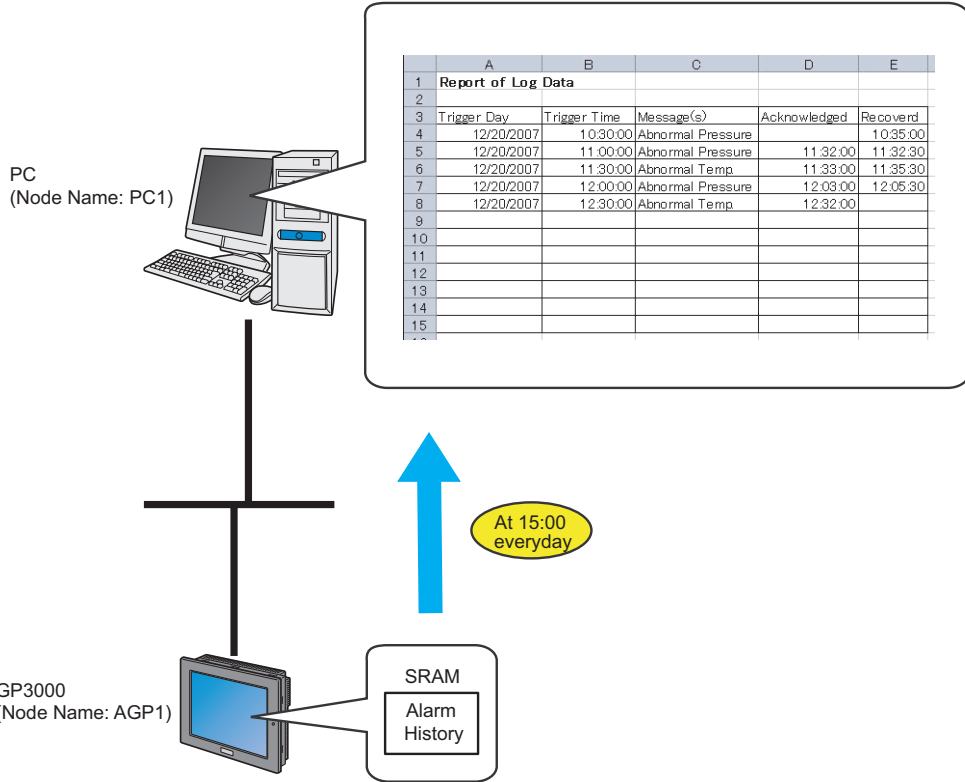 A B C D E
1 Report of Log Data
2
3 Trigger Day Trigger Time Message(s) Acknowledged Recoverd
4 12/20/2007 10:30:00 Abnormal Pressure 10:35:00
5 12/20/2007 11:00:00 Abnormal Pressure 11:32:00 11:32:30
6 12/20/2007 11:30:00 Abnormal Temp. 11:33:00 11:35:30
7 12/20/2007 12:00:00 Abnormal Pressure 12:03:00 12:05:30
8 12/20/2007 12:30:00 Abnormal Temp. 12:32:00
9
10
11
12
13
14
15
PC
(Node Name: PC1)
At 15:00
everyday
GP3000
(Node Name: AGP1)
SRAM
Alarm
History